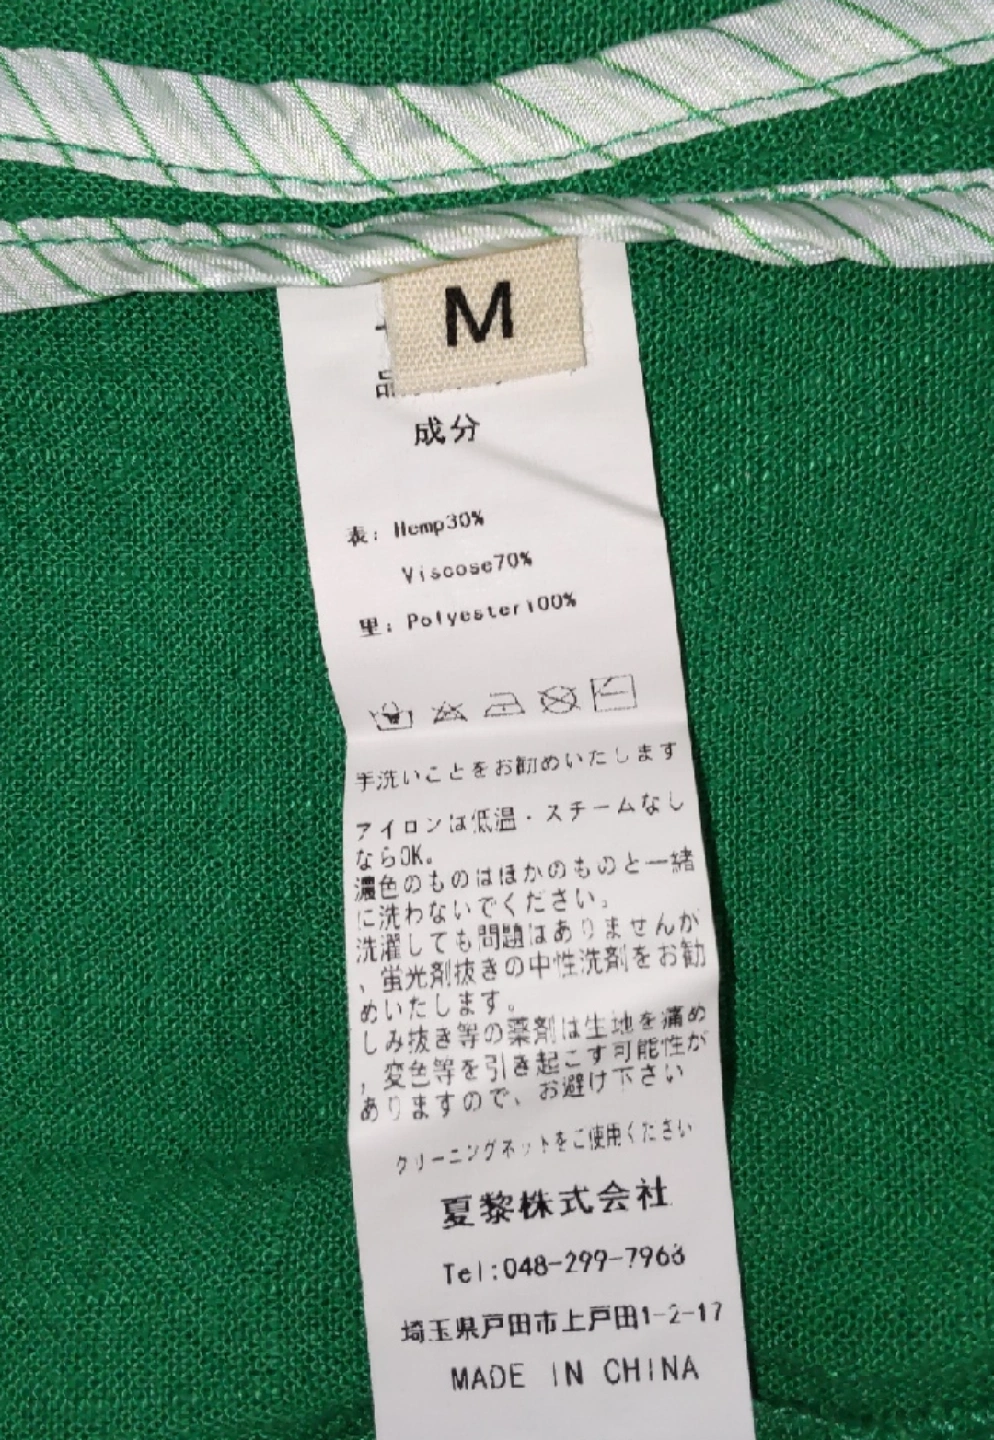 M
品
成分
表：Hemp30%
Viscose70%
里：Polyester100%
手洗いことをお勧めいたします
アイロンは低温・スチームなし
ならOK。
濃色のものはほかのものと一緒
に洗わないでください。
洗濯しても問題はありませんが
、蛍光剤抜きの中性洗剤をお勧
めいたします。
しみ抜き等の薬剤は生地を痛め
、変色等を引き起こす可能性が
ありますので、お避け下さい
クリーニングネットをご使用ください
夏黎株式会社
Tel:048-299-7963
埼玉県戸田市上戸田1-2-17
MADE IN CHINA